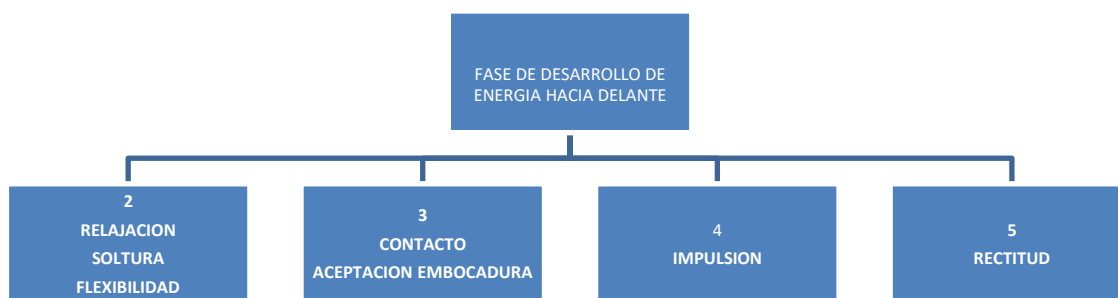 FASE DE DESARROLLO DE
ENERGIA HACIA DELANTE
2
RELAJACION
SOLTURA
FLEXIBILIDAD
3
CONTACTO
ACEPTACION EMBOCADURA
4
IMPULSION
5
RECTITUD